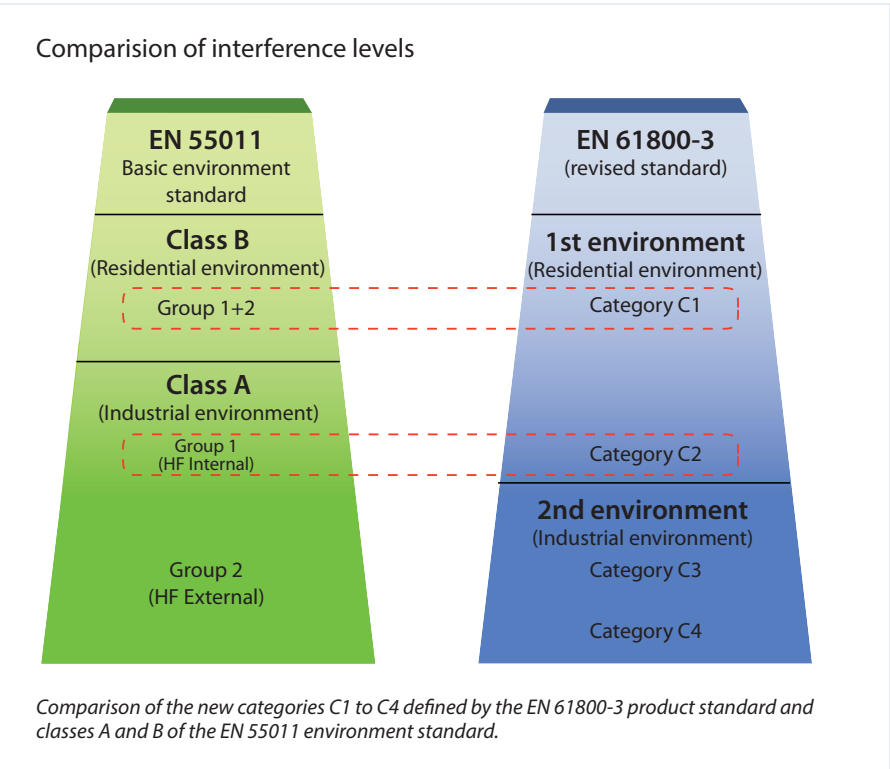 Comparision of interference levels
EN 55011
Basic environment
standard
Class B
(Residential environment)
Group 1+2
Class A
(Industrial environment)
Group 1
(HF Internal)
Group 2
(HF External)
EN 61800-3
(revised standard)
1st environment
(Residential environment)
Category C1
Category C2
2nd environment
(Industrial environment)
Category C3
Category C4
Comparison of the new categories C1 to C4 defined by the EN 61800-3 product standard and
classes A and B of the EN 55011 environment standard.